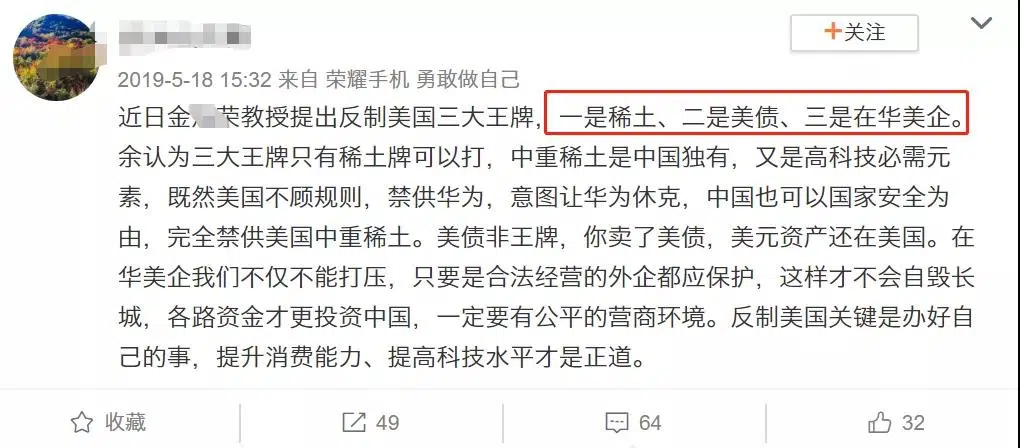 +关注
2019-5-18 15:32 来自 荣耀手机 勇敢做自己
近日金 荣教授提出反制美国三大王牌，一是稀土、二是美债、三是在华美企。
余认为三大王牌只有稀土牌可以打，中重稀土是中国独有，又是高科技必需元
素，既然美国不顾规则，禁供华为，意图让华为休克，中国也可以国家安全为
由，完全禁供美国中重稀土。美债非王牌，你卖了美债，美元资产还在美国。在
华美企我们不仅不能打压，只要是合法经营的外企都应保护，这样才不会自毁长
城，各路资金才更投资中国，一定要有公平的营商环境。反制美国关键是办好自
己的事，提升消费能力、提高科技水平才是正道。
收藏 49 64 32